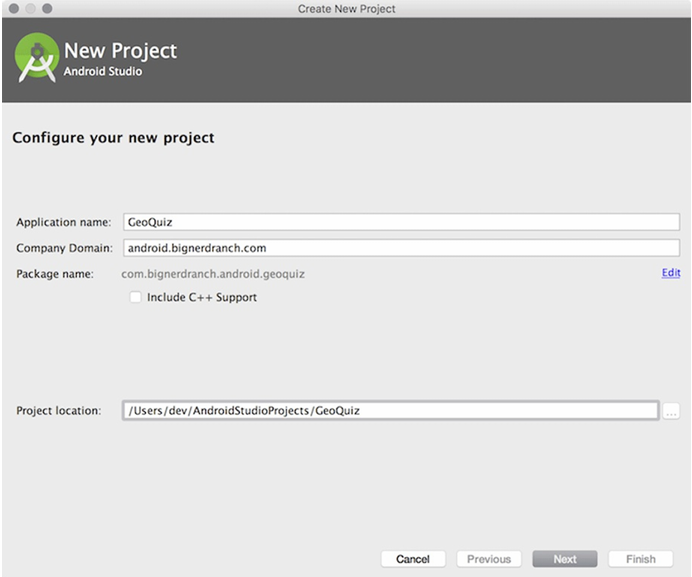 Create New Project
New Project
Android Studio
Configure your new project
Application name: GeoQuiz
Company Domain: android.bignerdranch.com
Package name: com.bignerdranch.android.geoquiz Edit
Include C++ Support
Project location: /Users/dev/AndroidStudioProjects/GeoQuiz ...
Cancel Previous Next Finish